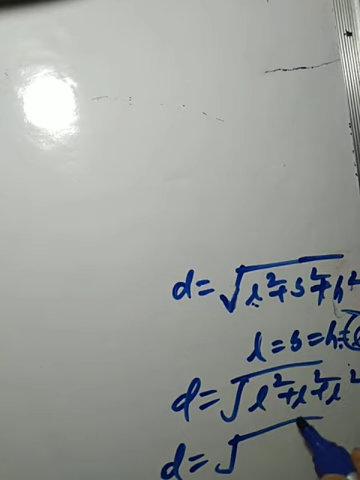 d = √l²+s²+h²
l = s = h =
d = √l²+l²+l²
d = √